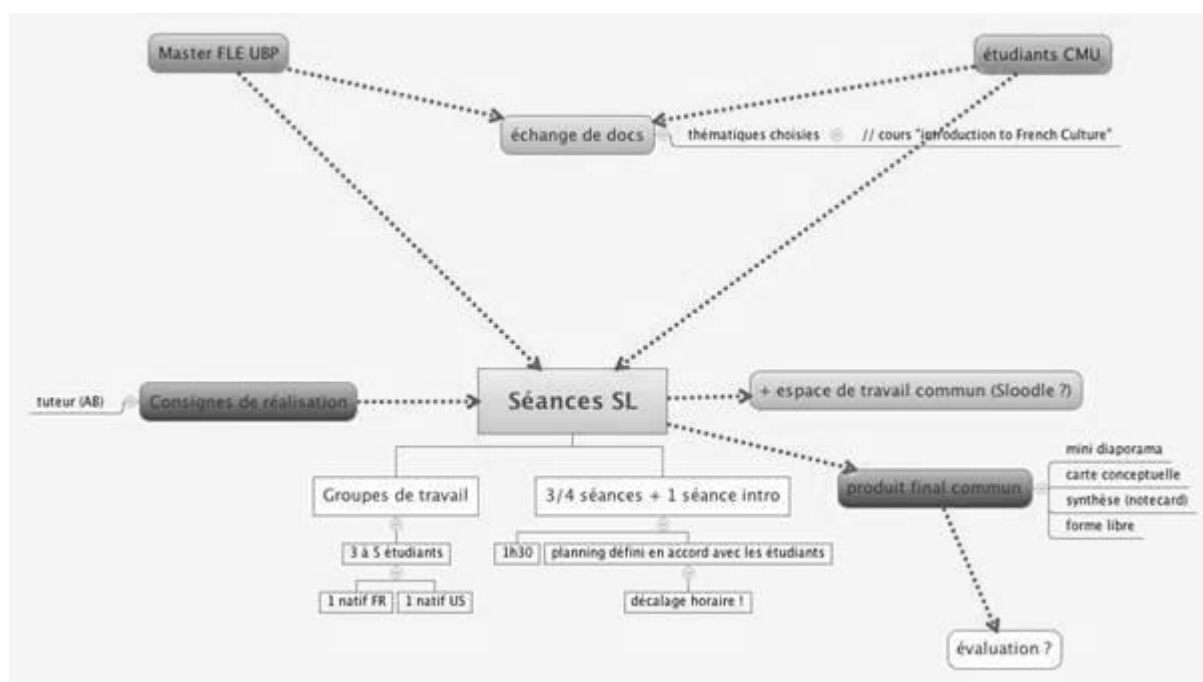 Master FLE UBP
étudiants CMU
échange de docs
thématiques choisies
// cours "introduction to French Culture"
tuteur (AB)
Consignes de réalisation
Séances SL
+ espace de travail commun (Sloodle ?)
Groupes de travail
3/4 séances + 1 séance intro
produit final commun
mini diaporama
carte conceptuelle
synthèse (notecard)
forme libre
3 à 5 étudiants
1h30
planning défini en accord avec les étudiants
1 natif FR
1 natif US
décalage horaire !
évaluation ?